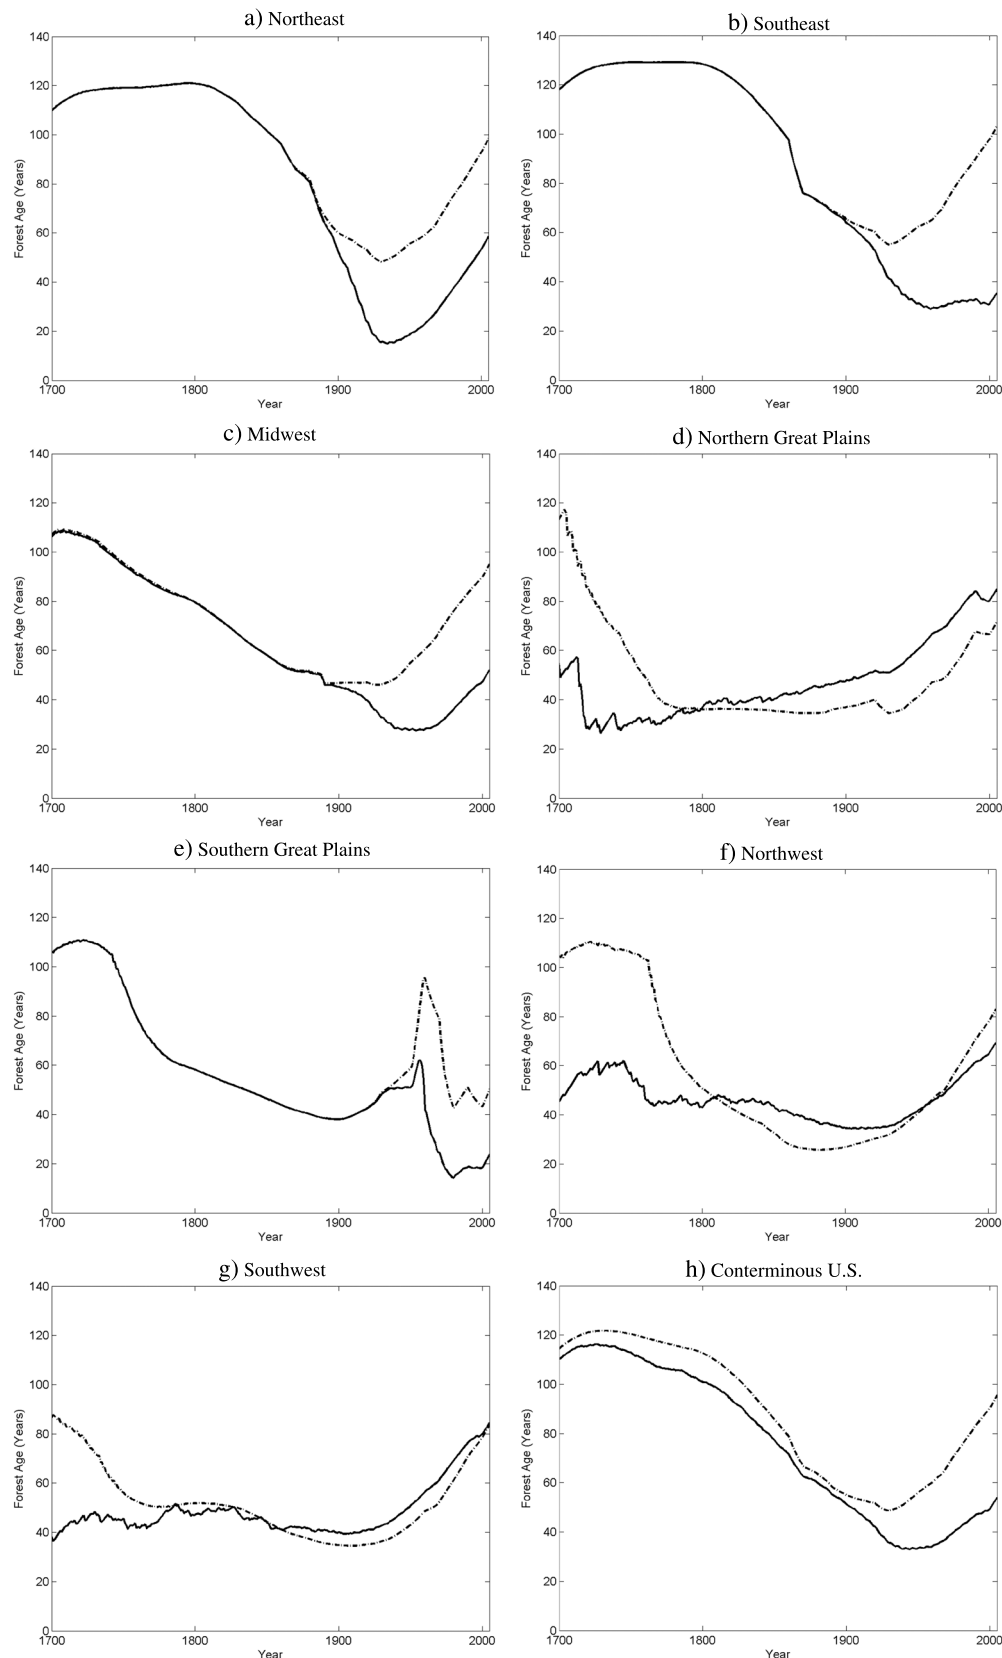 a) Northeast
140
120
100
80
60
40
20
0
Forest Age (Years)
1700 1800 1900 2000
Year
b) Southeast
140
120
100
80
60
40
20
0
Forest Age (Years)
1700 1800 1900 2000
Year
c) Midwest
140
120
100
80
60
40
20
0
Forest Age (Years)
1700 1800 1900 2000
Year
d) Northern Great Plains
140
120
100
80
60
40
20
0
Forest Age (Years)
1700 1800 1900 2000
Year
e) Southern Great Plains
140
120
100
80
60
40
20
0
Forest Age (Years)
1700 1800 1900 2000
Year
f) Northwest
140
120
100
80
60
40
20
0
Forest Age (Years)
1700 1800 1900 2000
Year
g) Southwest
140
120
100
80
60
40
20
0
Forest Age (Years)
1700 1800 1900 2000
Year
h) Conterminous U.S.
140
120
100
80
60
40
20
0
Forest Age (Years)
1700 1800 1900 2000
Year